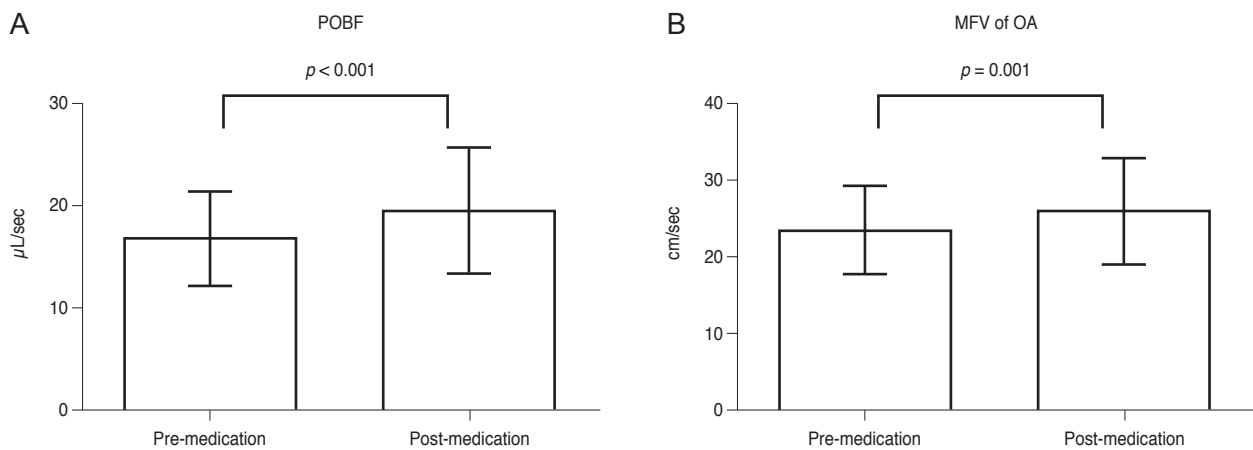 A
POBF
p < 0.001
30
20
10
0
µL/sec
Pre-medication
Post-medication
B
MFV of OA
p = 0.001
40
30
20
10
0
cm/sec
Pre-medication
Post-medication